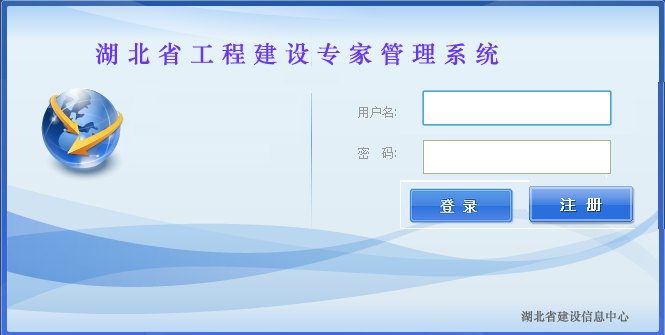 湖北省工程建设专家管理系统
用户名:
密 码:
登 录 注 册
湖北省建设信息中心